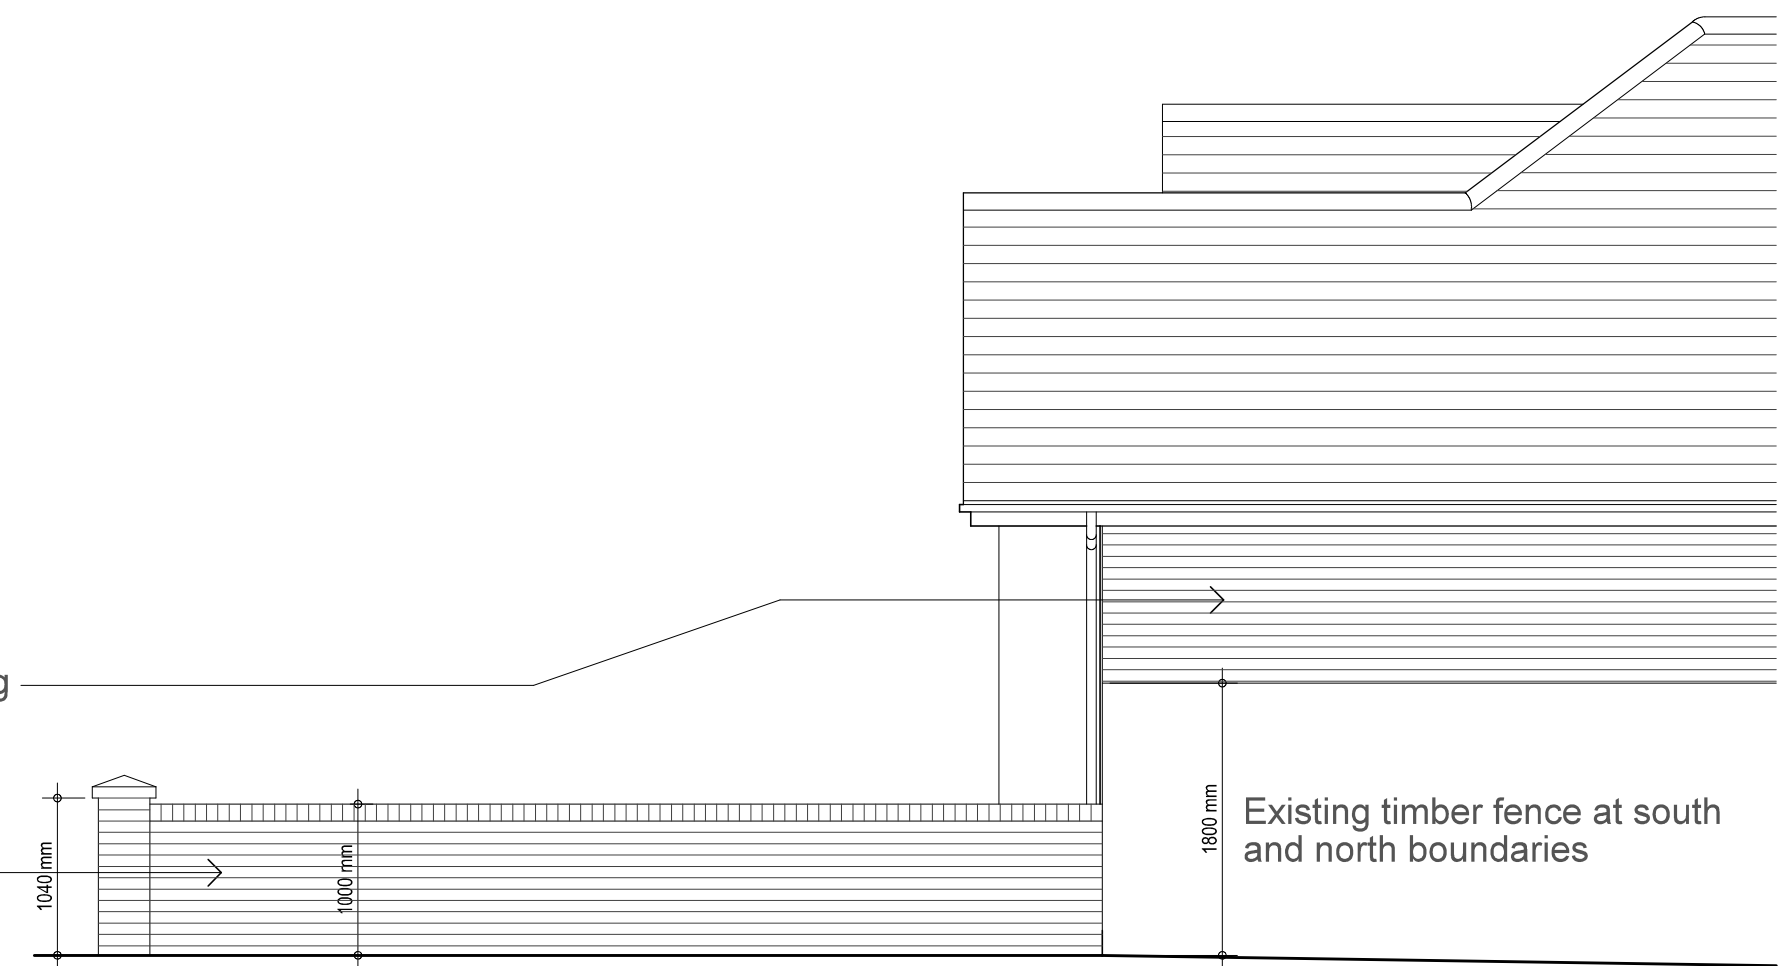 g
1040 mm
1000 mm
1800 mm
Existing timber fence at south
and north boundaries